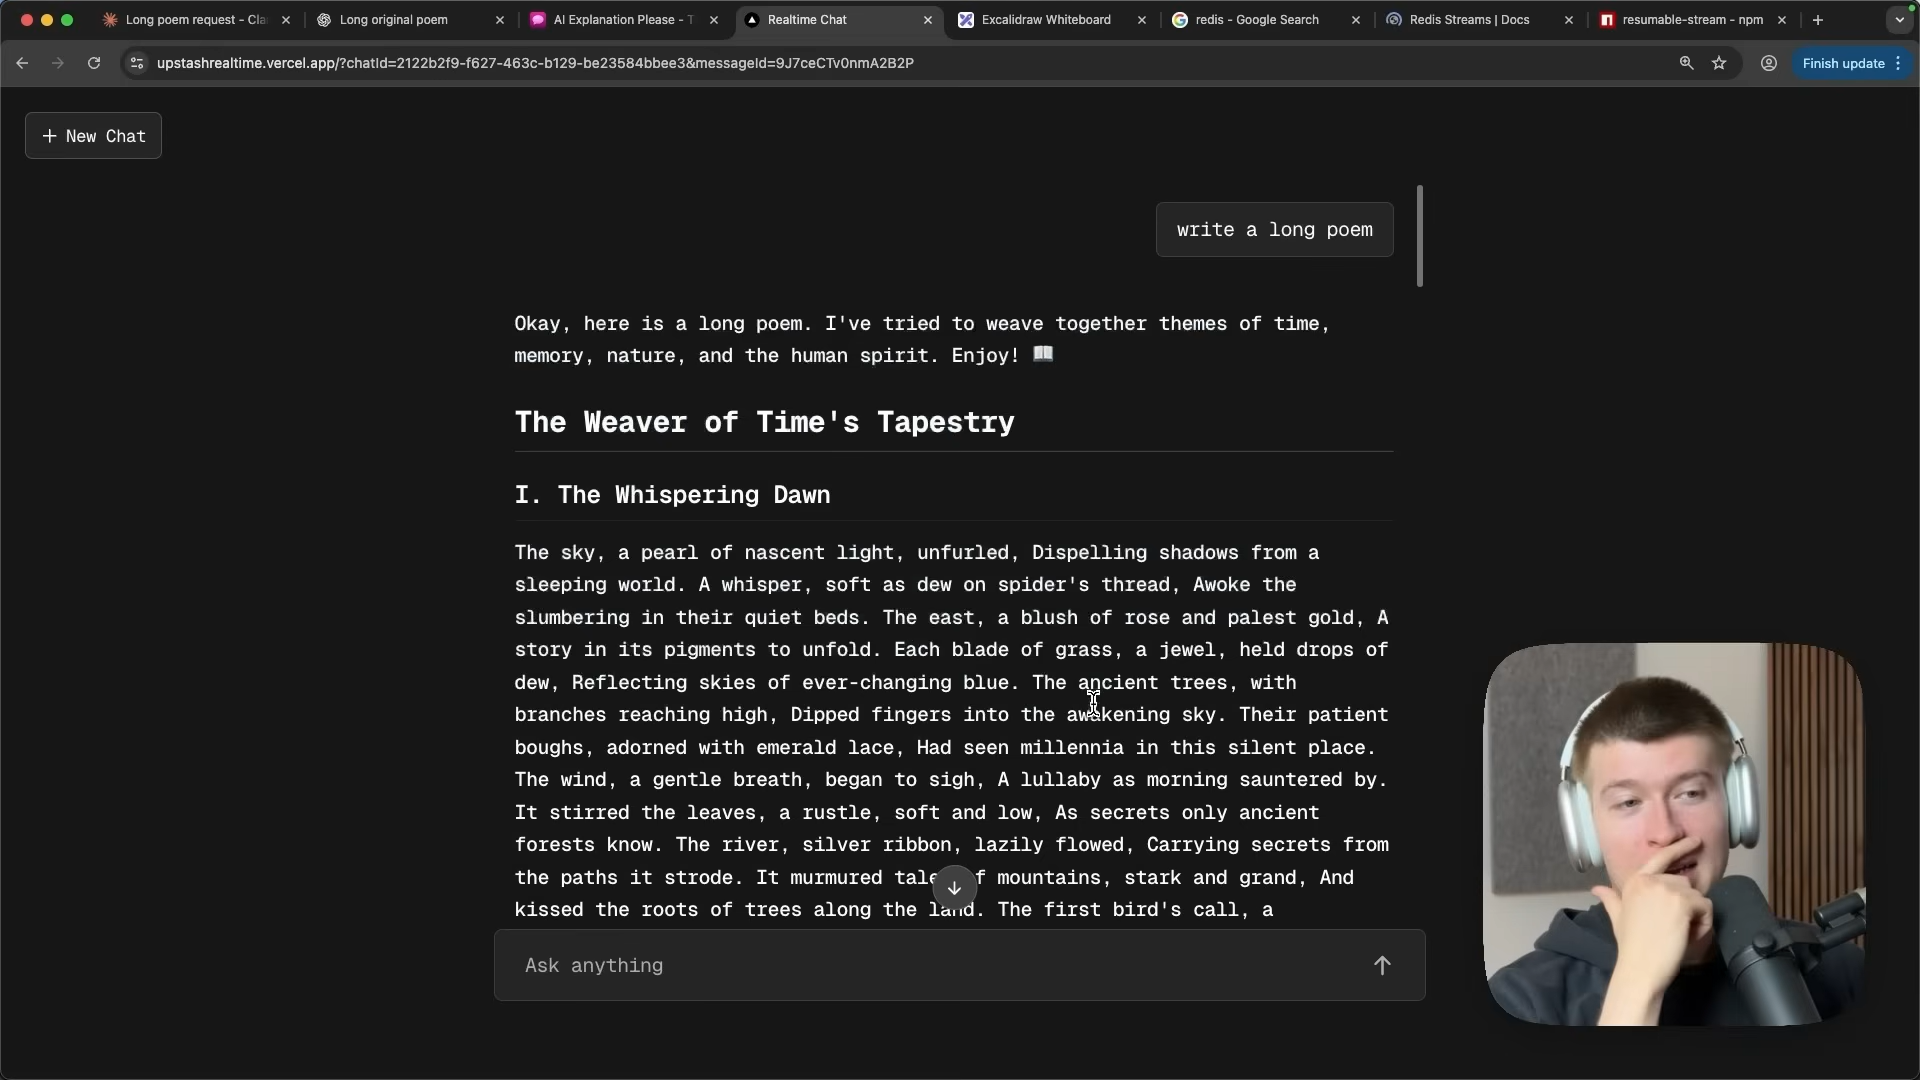 Long poem request - Cla
Long original poem
AI Explanation Please - T
Realtime Chat
Excalidraw Whiteboard
redis - Google Search
Redis Streams | Docs
resumable-stream - npm
upstashrealtime.vercel.app/?chatId=2122b2f9-f627-463c-b129-be23584bbee3&messageId=9J7ceCTv0nmA2B2P
Finish update
+ New Chat
write a long poem
Okay, here is a long poem. I've tried to weave together themes of time,
memory, nature, and the human spirit. Enjoy! 📖
The Weaver of Time's Tapestry
I. The Whispering Dawn
The sky, a pearl of nascent light, unfurled, Dispelling shadows from a
sleeping world. A whisper, soft as dew on spider's thread, Awoke the
slumbering in their quiet beds. The east, a blush of rose and palest gold, A
story in its pigments to unfold. Each blade of grass, a jewel, held drops of
dew, Reflecting skies of ever-changing blue. The ancient trees, with
branches reaching high, Dipped fingers into the awakening sky. Their patient
boughs, adorned with emerald lace, Had seen millennia in this silent place.
The wind, a gentle breath, began to sigh, A lullaby as morning sauntered by.
It stirred the leaves, a rustle, soft and low, As secrets only ancient
forests know. The river, silver ribbon, lazily flowed, Carrying secrets from
the paths it strode. It murmured tale f mountains, stark and grand, And
kissed the roots of trees along the land. The first bird's call, a
Ask anything